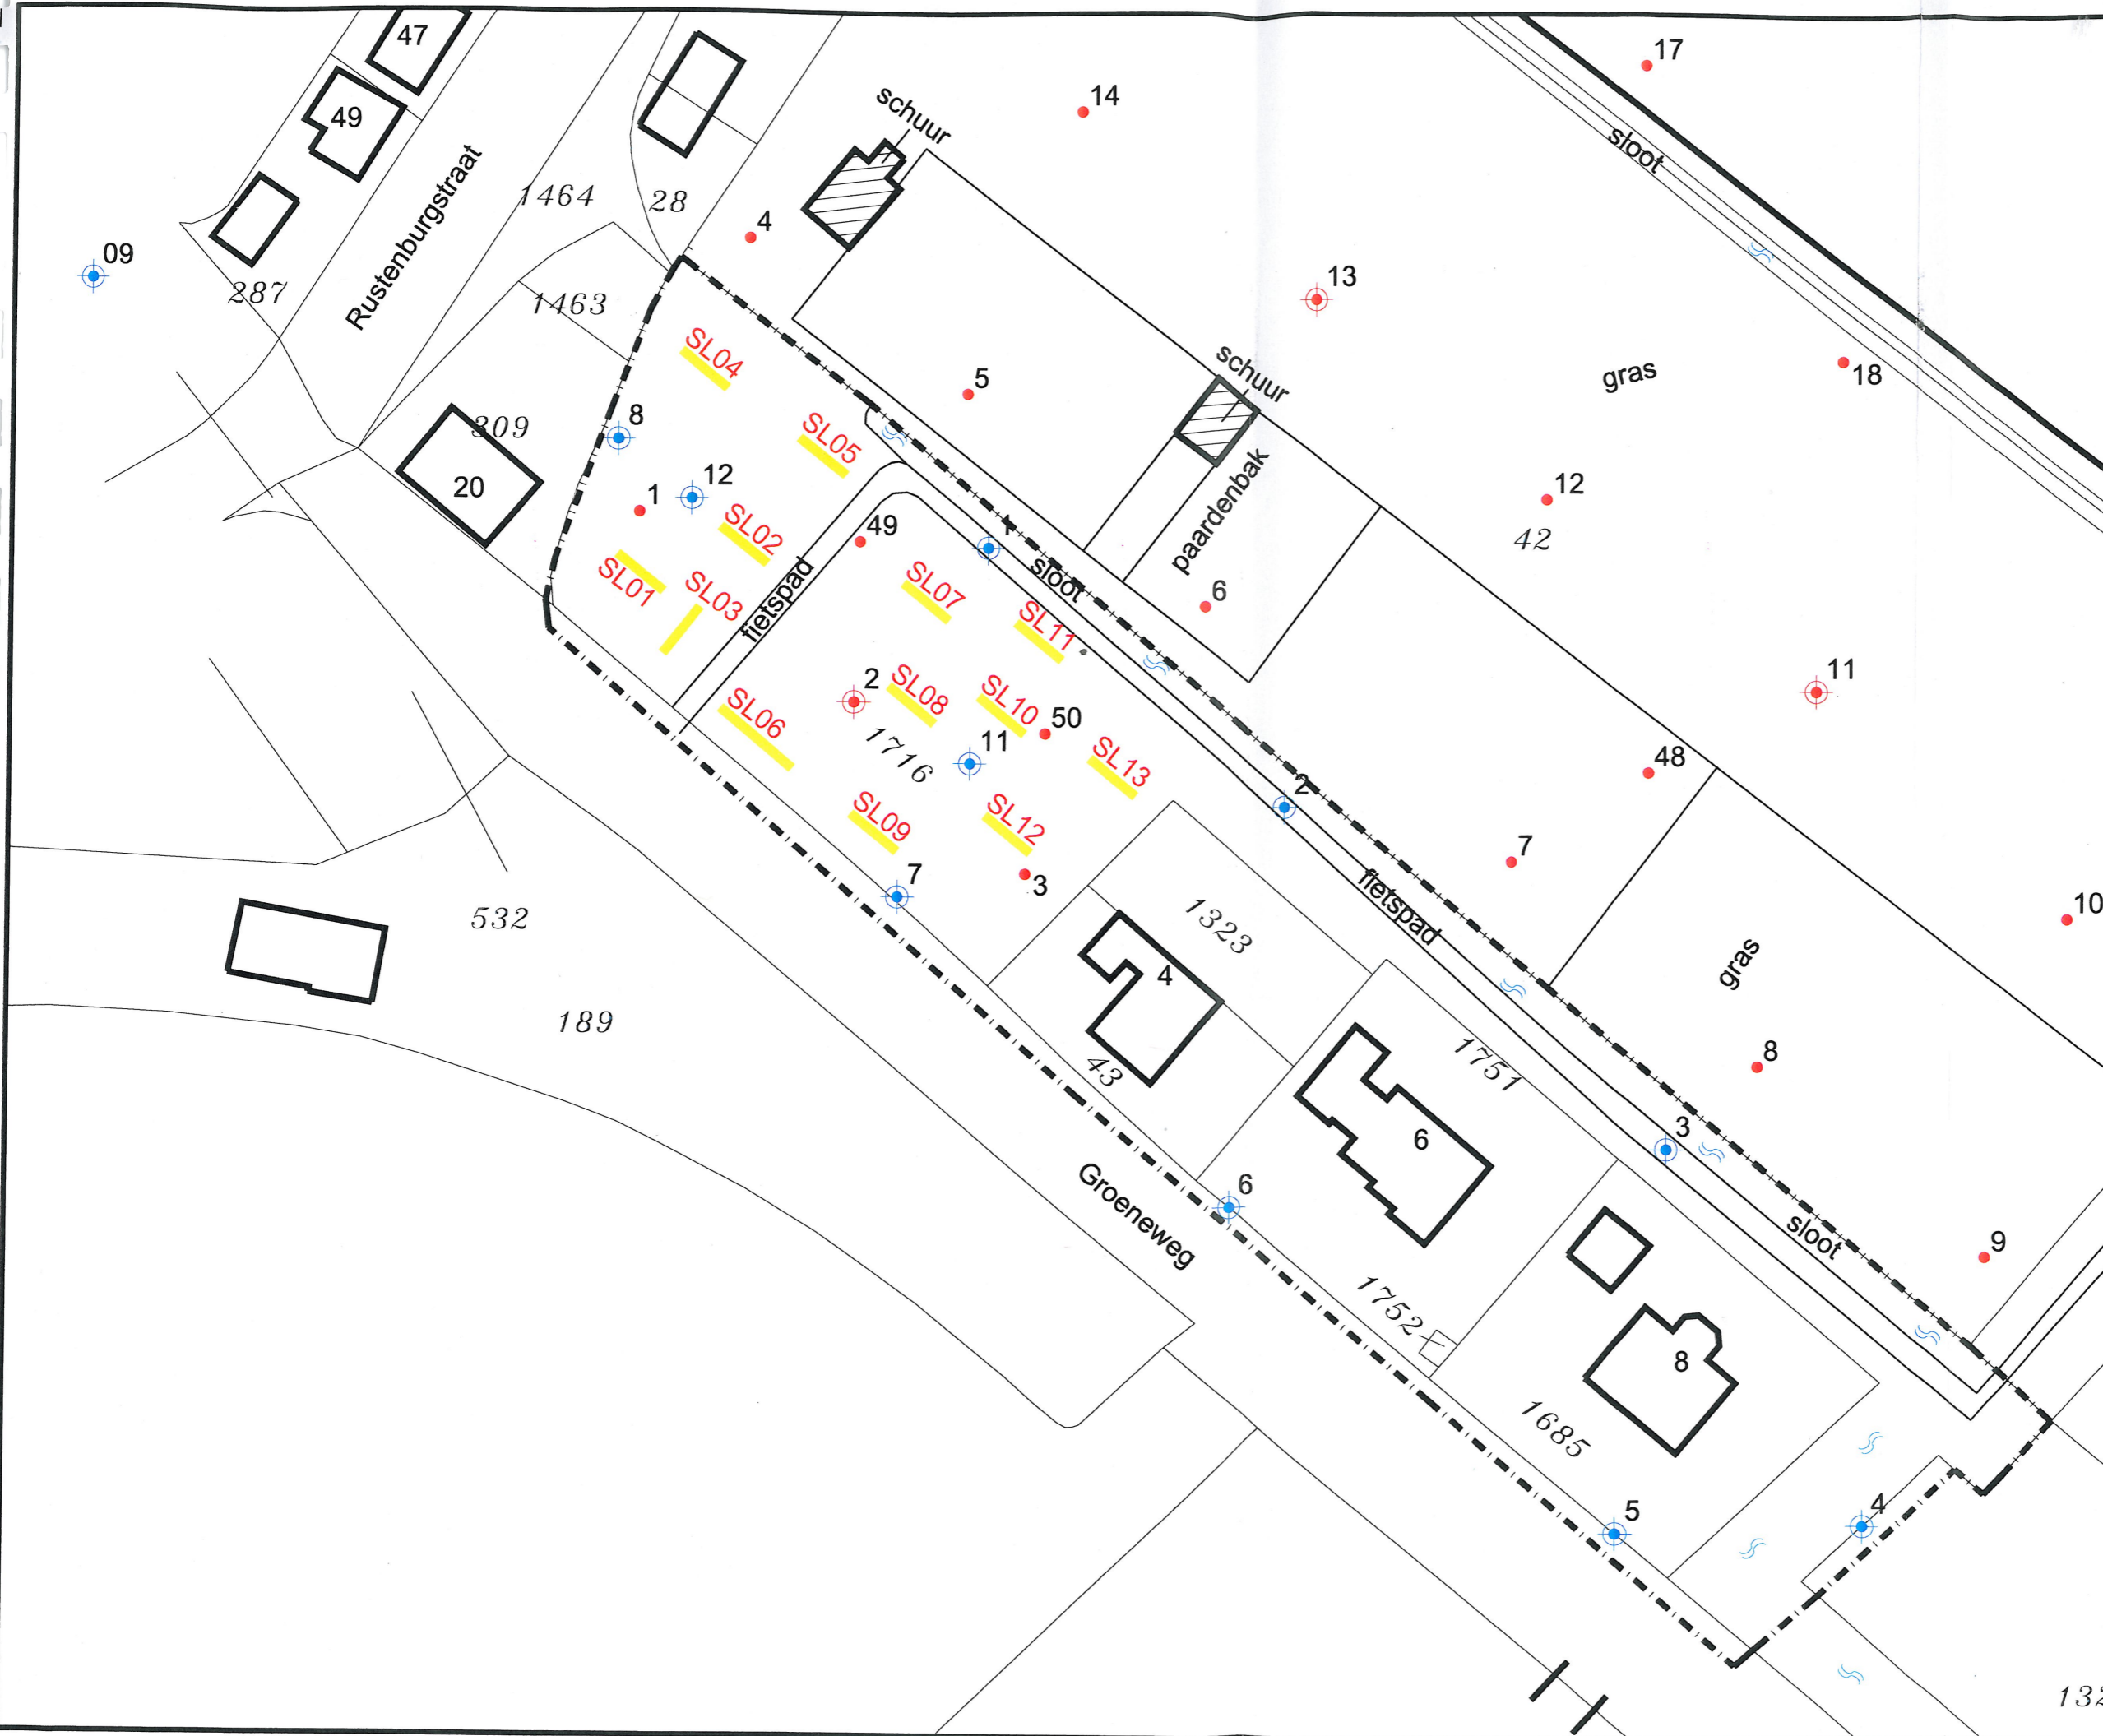 47
17
14
schuur
49
sloot
1464
28
4
Rustenburgstraat
09
287
1463
13
SL04
schuur
5
gras
18
309
8
SL05
20
12
1
paardenbak
12
42
SL02
49
1
SL01
SL03
fietspad
SL07
sloot
6
SL11
2
SL08
SL10
50
11
SL06
1716
11
SL13
48
2
SL09
SL12
7
7
3
fietspad
10
532
1323
4
gras
189
43
1751
8
6
3
6
Groeneweg
sloot
9
1752
8
1685
5
4
132